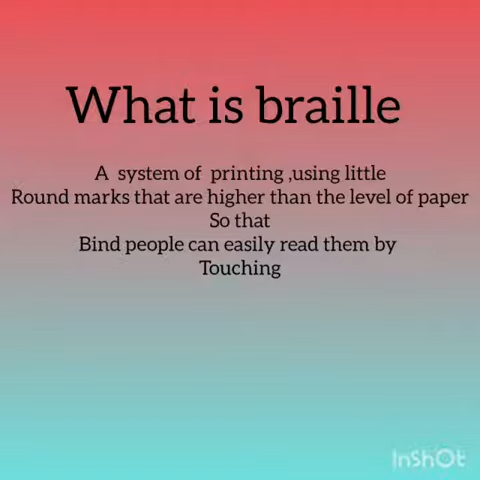 What is braille
A system of printing ,using little
Round marks that are higher than the level of paper
So that
Bind people can easily read them by
Touching
InShOt